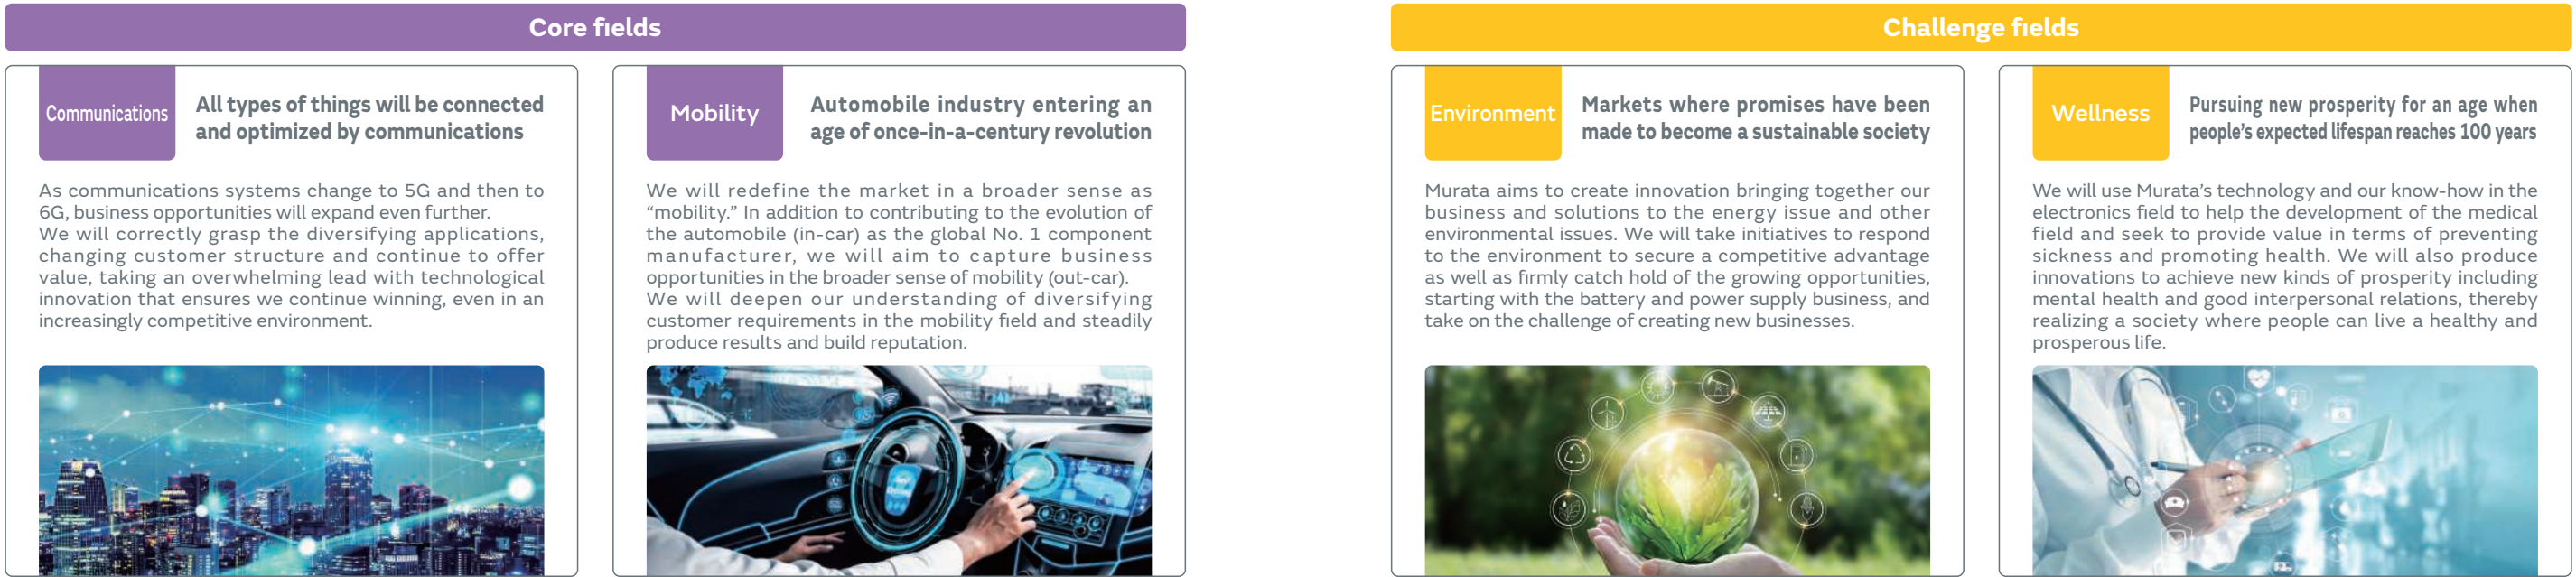 Core fields
Communications
All types of things will be connected
and optimized by communications
As communications systems change to 5G and then to
6G, business opportunities will expand even further.
We will correctly grasp the diversifying applications,
changing customer structure and continue to offer
value, taking an overwhelming lead with technological
innovation that ensures we continue winning, even in an
increasingly competitive environment.
Mobility
Automobile industry entering an
age of once-in-a-century revolution
We will redefine the market in a broader sense as
“mobility.” In addition to contributing to the evolution of
the automobile (in-car) as the global No. 1 component
manufacturer, we will aim to capture business
opportunities in the broader sense of mobility (out-car).
We will deepen our understanding of diversifying
customer requirements in the mobility field and steadily
produce results and build reputation.
Challenge fields
Environment
Markets where promises have been
made to become a sustainable society
Murata aims to create innovation bringing together our
business and solutions to the energy issue and other
environmental issues. We will take initiatives to respond
to the environment to secure a competitive advantage
as well as firmly catch hold of the growing opportunities,
starting with the battery and power supply business, and
take on the challenge of creating new businesses.
Wellness
Pursuing new prosperity for an age when
people’s expected lifespan reaches 100 years
We will use Murata’s technology and our know-how in the
electronics field to help the development of the medical
field and seek to provide value in terms of preventing
sickness and promoting health. We will also produce
innovations to achieve new kinds of prosperity including
mental health and good interpersonal relations, thereby
realizing a society where people can live a healthy and
prosperous life.